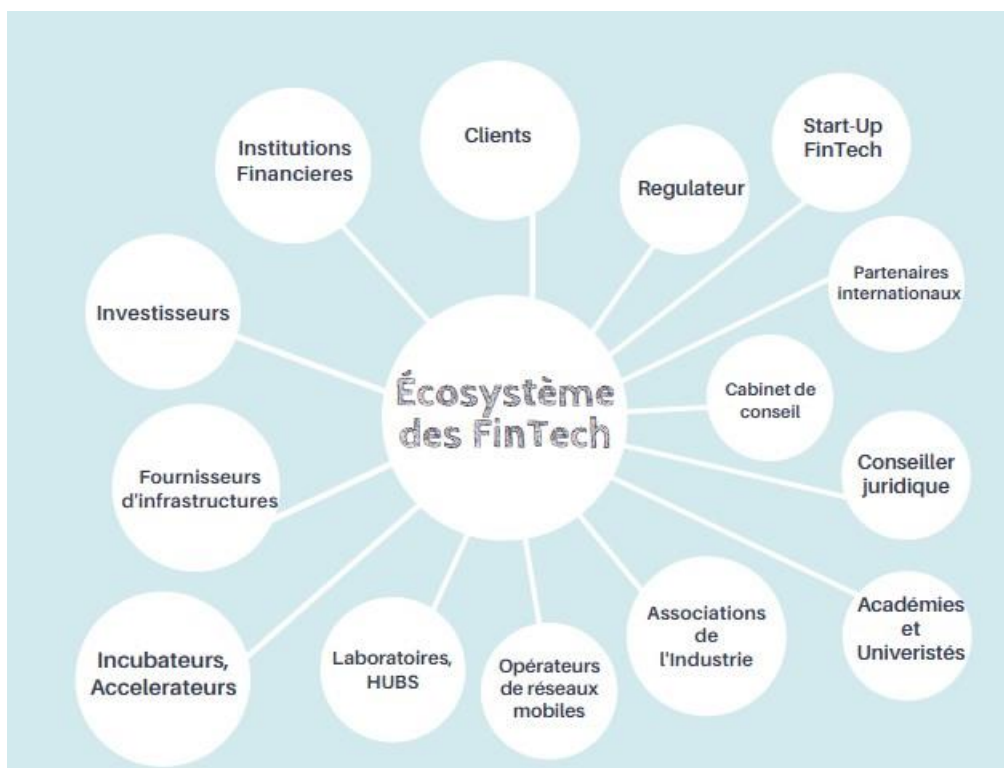 Clients
Start-Up
FinTech
Institutions
Financieres
Regulateur
Partenaires
internationaux
Investisseurs
Écosystème
des FinTech
Cabinet de
conseil
Fournisseurs
d'infrastructures
Conseiller
juridique
Incubateurs,
Accelerateurs
Laboratoires,
HUBS
Opérateurs
de réseaux
mobiles
Associations
de
l'Industrie
Académies
et
Univeristés